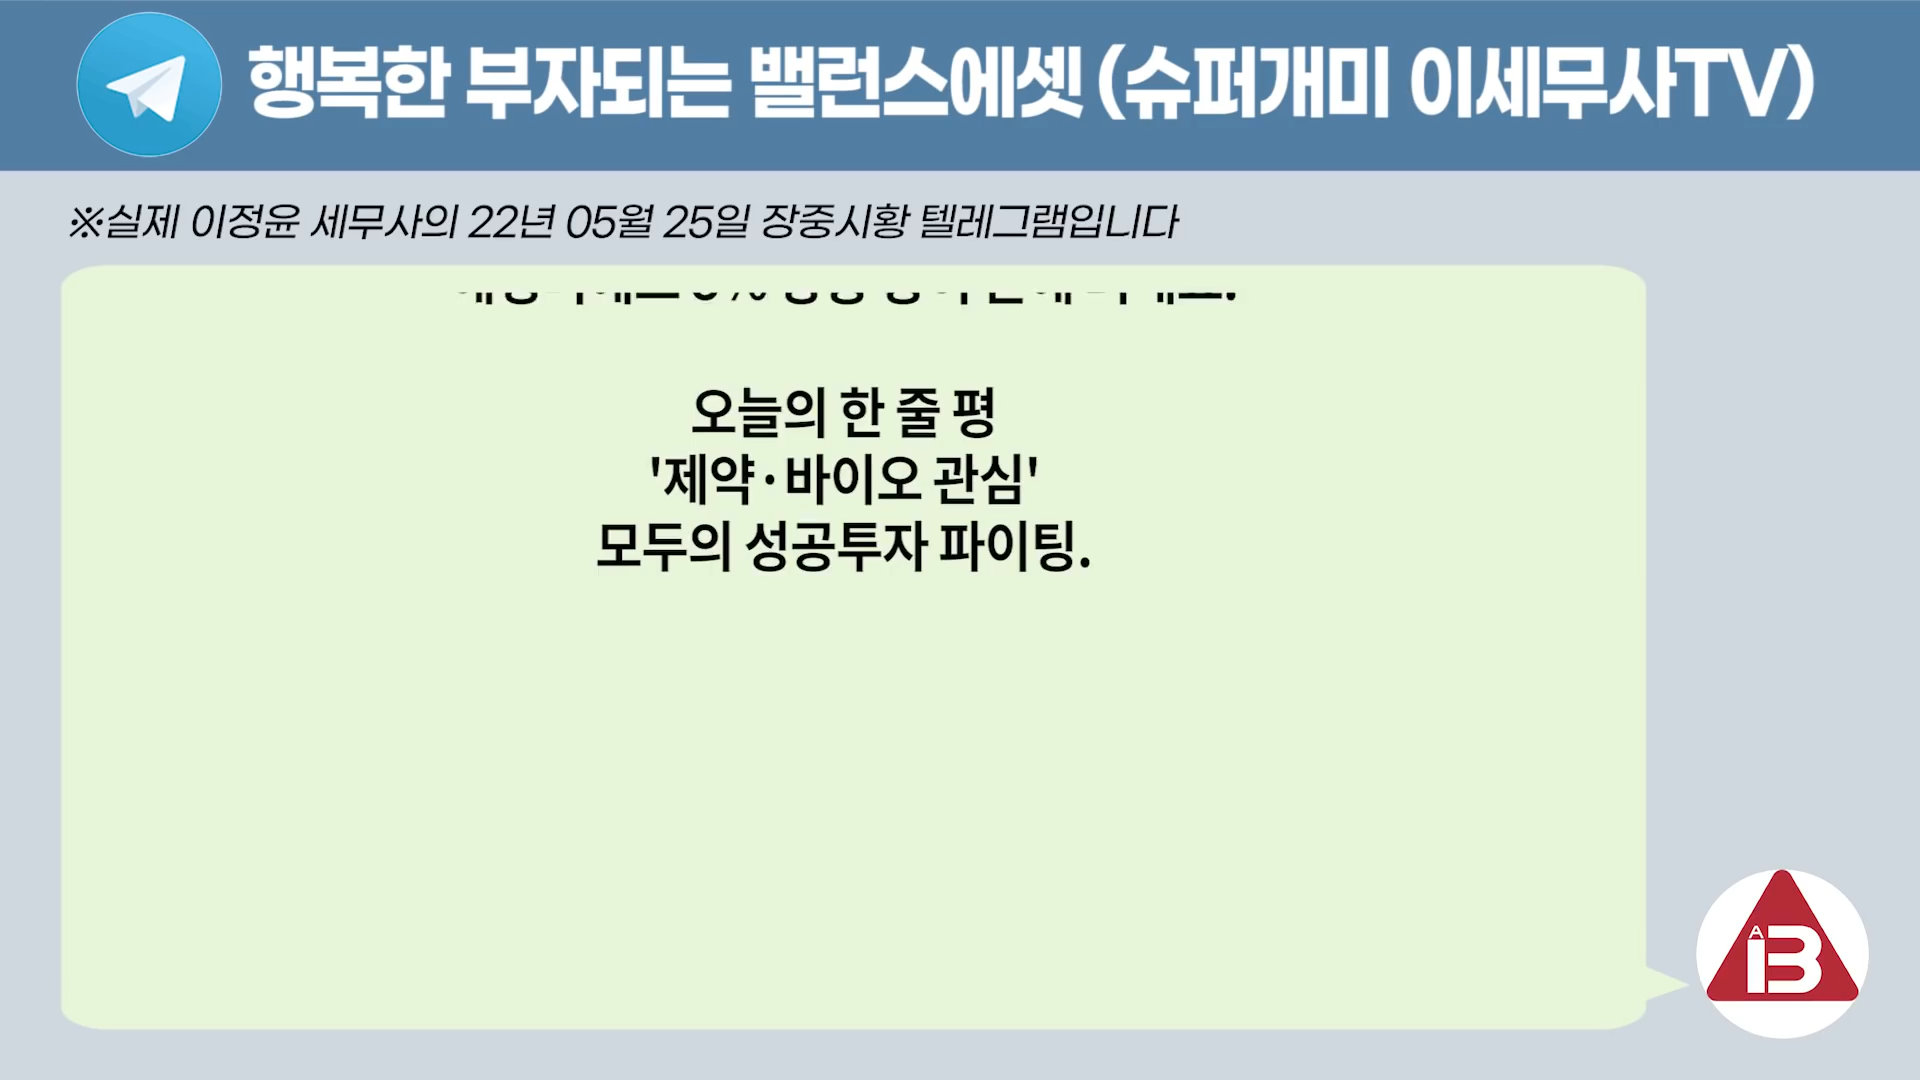 행복한 부자되는 밸런스에셋 (슈퍼개미 이세무사TV)
※실제 이정윤 세무사의 22년 05월 25일 장중시황 텔레그램입니다
오늘의 한 줄 평
'제약·바이오 관심'
모두의 성공투자 파이팅.
A
B